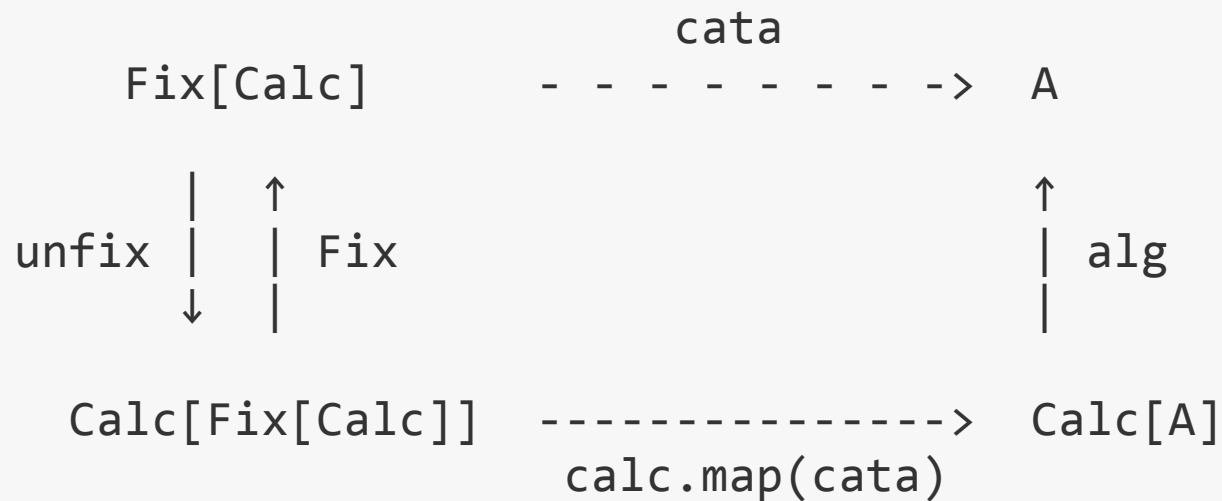 cata
Fix[Calc] - - - - - - - -> A
| ↑ ↑
unfix | | Fix | alg
↓ | |
Calc[Fix[Calc]] ---------------> Calc[A]
calc.map(cata)